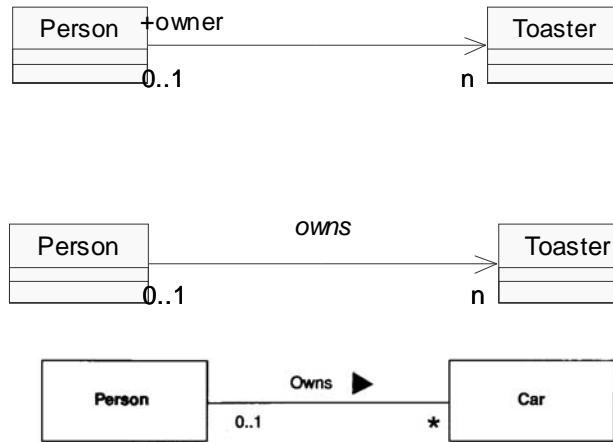 Person +owner Toaster
0..1 n
owns
Person Toaster
0..1 n
Owns
Person Car
0..1 *